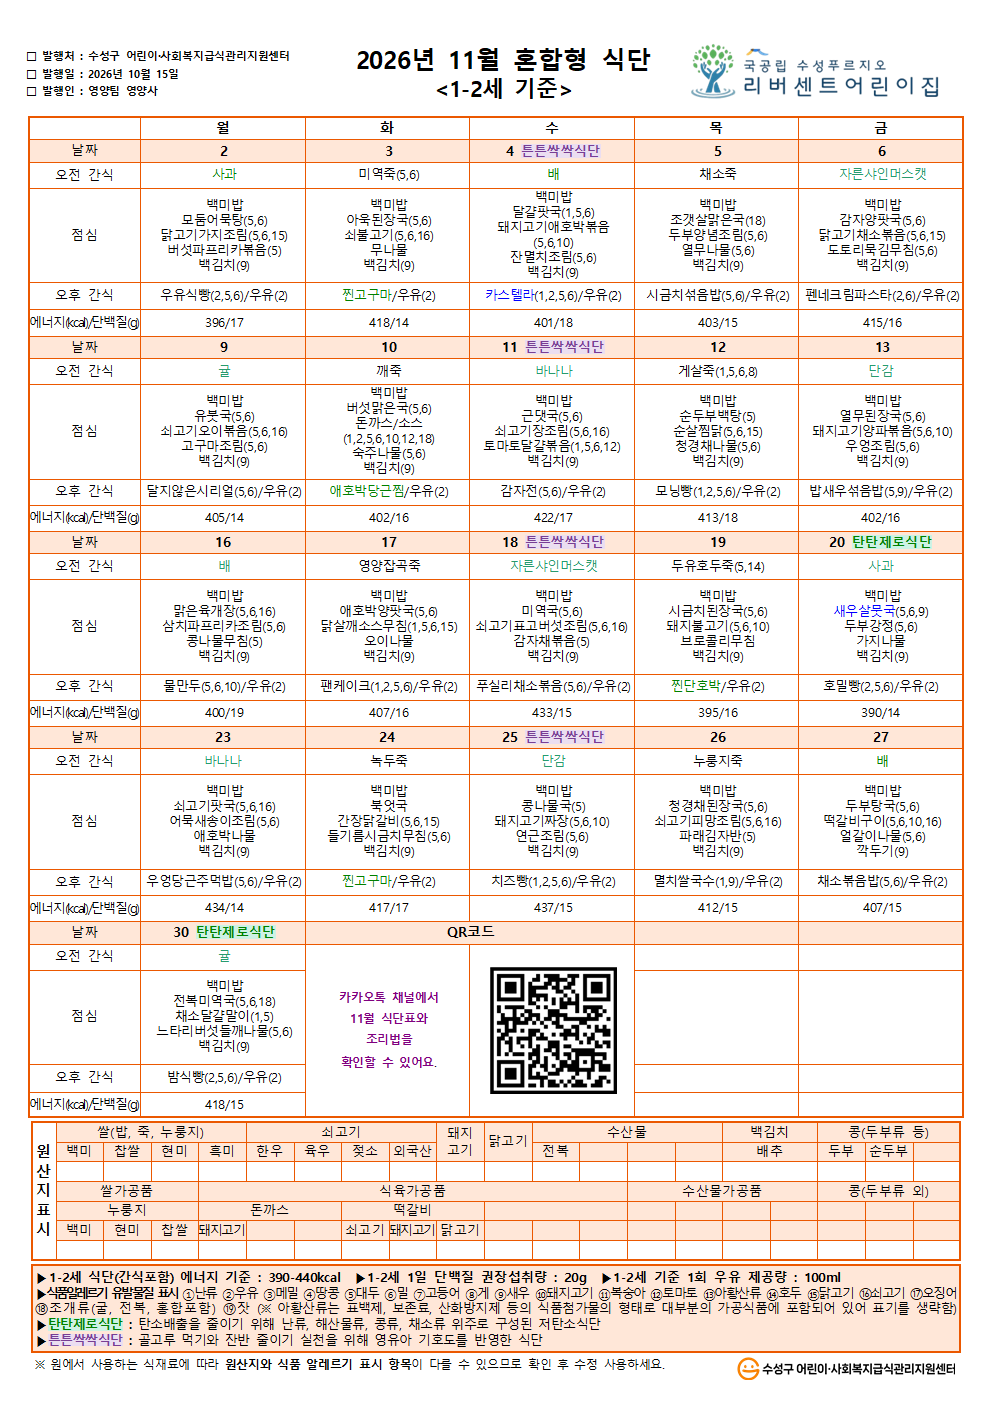 □ 발행처 : 수성구 어린이·사회복지급식관리지원센터
□ 발행일 : 2026년 10월 15일
□ 발행인 : 영양팀 영양사
2026년 11월 혼합형 식단
<1-2세 기준>
국공립 수성푸르지오
리버센트어린이집
월 화 수 목 금
날짜 2 3 4 튼튼싹싹식단 5 6
오전 간식 사과 미역죽(5,6) 배 채소죽 자른샤인머스캣
점심
백미밥
모둠어묵탕(5,6)
닭고기가지조림(5,6,15)
버섯파프리카볶음(5)
백김치(9)
백미밥
아욱된장국(5,6)
쇠불고기(5,6,16)
무나물
백김치(9)
백미밥
달걀팟국(1,5,6)
돼지고기애호박볶음
(5,6,10)
잔멸치조림(5,6)
백김치(9)
백미밥
조갯살맑은국(18)
두부양념조림(5,6)
열무나물(5,6)
백김치(9)
백미밥
감자양팟국(5,6)
닭고기채소볶음(5,6,15)
도토리묵김무침(5,6)
백김치(9)
오후 간식 우유식빵(2,5,6)/우유(2) 찐고구마/우유(2) 카스텔라(1,2,5,6)/우유(2) 시금치섞음밥(5,6)/우유(2) 펜네크림파스타(2,6)/우유(2)
에너지(kcal)/단백질(g) 396/17 418/14 401/18 403/15 415/16
날짜 9 10 11 튼튼싹싹식단 12 13
오전 간식 귤 깨죽 바나나 게살죽(1,5,6,8) 단감
점심
백미밥
유붓국(5,6)
쇠고기오이볶음(5,6,16)
고구마조림(5,6)
백김치(9)
백미밥
버섯맑은국(5,6)
돈까스/소스
(1,2,5,6,10,12,18)
숙주나물(5,6)
백김치(9)
백미밥
근댓국(5,6)
쇠고기장조림(5,6,16)
토마토달걀볶음(1,5,6,12)
백김치(9)
백미밥
순두부백탕(5)
순살찜닭(5,6,15)
청경채나물(5,6)
백김치(9)
백미밥
열무된장국(5,6)
돼지고기양파볶음(5,6,10)
우엉조림(5,6)
백김치(9)
오후 간식 달지않은시리얼(5,6)/우유(2) 애호박당근찜/우유(2) 감자전(5,6)/우유(2) 모닝빵(1,2,5,6)/우유(2) 밥새우섞음밥(5,9)/우유(2)
에너지(kcal)/단백질(g) 405/14 402/16 422/17 413/18 402/16
날짜 16 17 18 튼튼싹싹식단 19 20 탄탄제로식단
오전 간식 배 영양잡곡죽 자른샤인머스캣 두유호두죽(5,14) 사과
점심
백미밥
맑은육개장(5,6,16)
삼치파프리카조림(5,6)
콩나물무침(5)
백김치(9)
백미밥
애호박양팟국(5,6)
닭살깨소스무침(1,5,6,15)
오이나물
백김치(9)
백미밥
미역국(5,6)
쇠고기표고버섯조림(5,6,16)
감자채볶음(5)
백김치(9)
백미밥
시금치된장국(5,6)
돼지불고기(5,6,10)
브로콜리무침
백김치(9)
백미밥
새우살뭇국(5,6,9)
두부강정(5,6)
가지나물
백김치(9)
오후 간식 물만두(5,6,10)/우유(2) 팬케이크(1,2,5,6)/우유(2) 푸실리채소볶음(5,6)/우유(2) 찐단호박/우유(2) 호밀빵(2,5,6)/우유(2)
에너지(kcal)/단백질(g) 400/19 407/16 433/15 395/16 390/14
날짜 23 24 25 튼튼싹싹식단 26 27
오전 간식 바나나 녹두죽 단감 누룽지죽 배
점심
백미밥
쇠고기팟국(5,6,16)
어묵새송이조림(5,6)
애호박나물
백김치(9)
백미밥
북엇국
간장닭갈비(5,6,15)
들기름시금치무침(5,6)
백김치(9)
백미밥
콩나물국(5)
돼지고기짜장(5,6,10)
연근조림(5,6)
백김치(9)
백미밥
청경채된장국(5,6)
쇠고기피망조림(5,6,16)
파래김자반(5)
백김치(9)
백미밥
두부탕국(5,6)
떡갈비구이(5,6,10,16)
얼갈이나물(5,6)
깍두기(9)
오후 간식 우엉당근주먹밥(5,6)/우유(2) 찐고구마/우유(2) 치즈빵(1,2,5,6)/우유(2) 멸치쌀국수(1,9)/우유(2) 채소볶음밥(5,6)/우유(2)
에너지(kcal)/단백질(g) 434/14 417/17 437/15 412/15 407/15
날짜 30 탄탄제로식단 QR코드
오전 간식 귤
점심
백미밥
전복미역국(5,6,18)
채소달걀말이(1,5)
느타리버섯들깨나물(5,6)
백김치(9)
오후 간식 밤식빵(2,5,6)/우유(2)
에너지(kcal)/단백질(g) 418/15
카카오톡 채널에서
11월 식단표와
조리법을
확인할 수 있어요.
원산지표시
쌀(밥, 죽, 누룽지) 쇠고기 돼지고기 닭고기 수산물 백김치 콩(두부류 등)
백미 찹쌀 현미 흑미 한우 육우 젖소 외국산 전복 배추 두부 순두부
쌀가공품 식육가공품 수산물가공품 콩(두부류 외)
누룽지 돈까스 떡갈비
백미 현미 찹쌀 돼지고기 쇠고기 돼지고기 닭고기
▶1-2세 식단(간식포함) 에너지 기준 : 390-440kcal ▶1-2세 1일 단백질 권장섭취량 : 20g ▶1-2세 기준 1회 우유 제공량 : 100ml
▶식품알레르기 유발물질 표시 ①난류 ②우유 ③메밀 ④땅콩 ⑤대두 ⑥밀 ⑦고등어 ⑧게 ⑨새우 ⑩돼지고기 ⑪복숭아 ⑫토마토 ⑬아황산류 ⑭호두 ⑮닭고기 ⑯쇠고기 ⑰오징어
⑱조개류(굴, 전복, 홍합포함) ⑲잣 (※ 아황산류는 표백제, 보존료, 산화방지제 등의 식품첨가물의 형태로 대부분의 가공식품에 포함되어 있어 표기를 생략함)
▶탄탄제로식단 : 탄소배출을 줄이기 위해 난류, 해산물류, 콩류, 채소류 위주로 구성된 저탄소식단
▶튼튼싹싹식단 : 골고루 먹기와 잔반 줄이기 실천을 위해 영유아 기호도를 반영한 식단
※ 원에서 사용하는 식재료에 따라 원산지와 식품 알레르기 표시 항목이 다를 수 있으므로 확인 후 수정 사용하세요.
수성구 어린이·사회복지급식관리지원센터